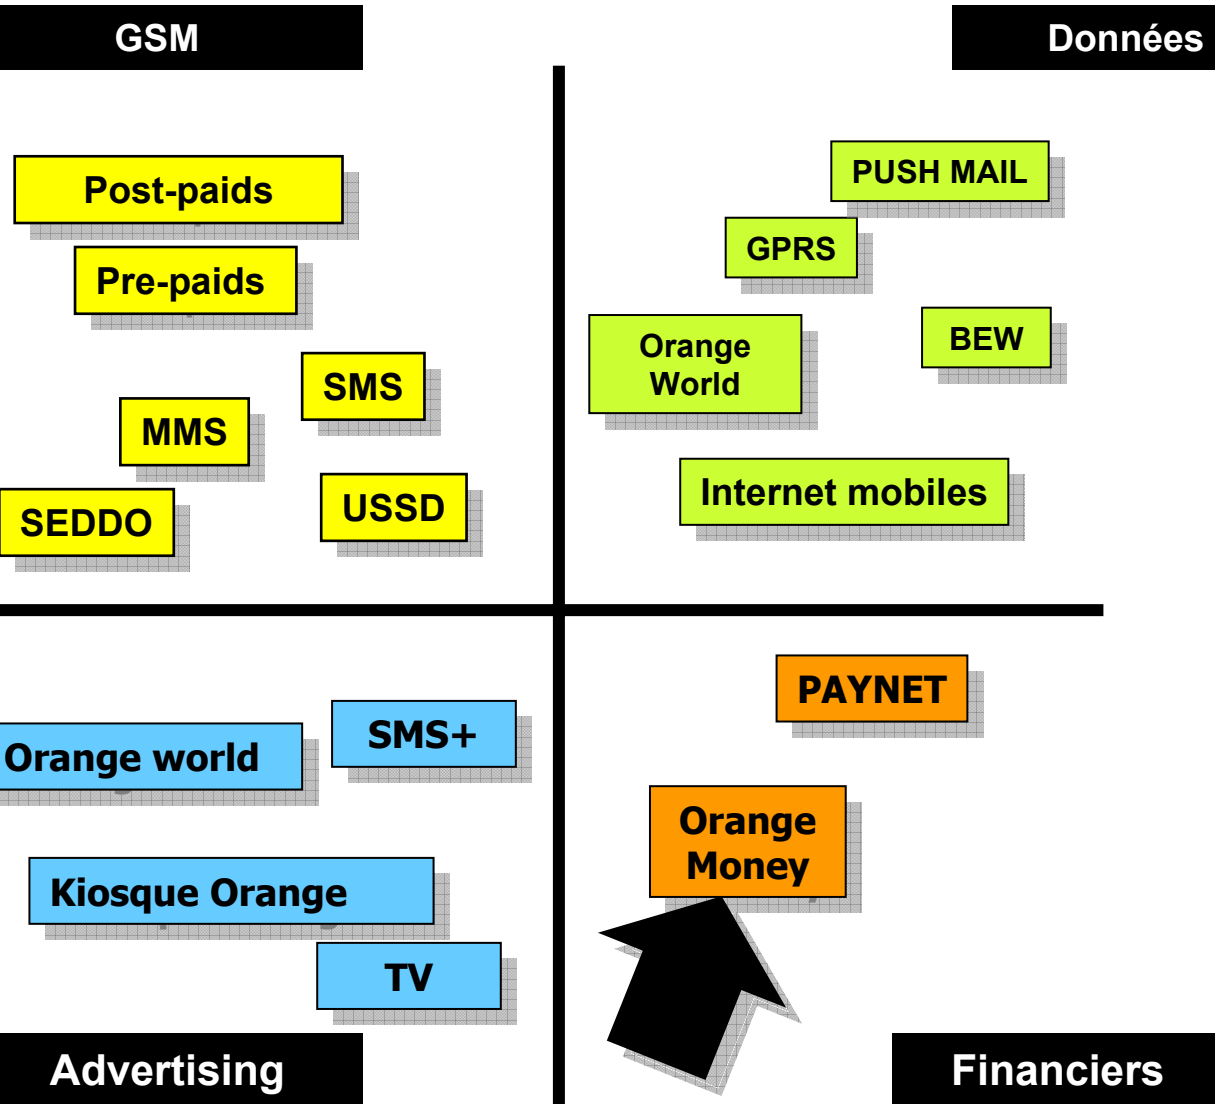 GSM
Données
Post-paids
Pre-paids
SMS
MMS
SEDDO
USSD
PUSH MAIL
GPRS
BEW
Orange
World
Internet mobiles
Orange world
SMS+
Kiosque Orange
TV
PAYNET
Orange
Money
Advertising
Financiers